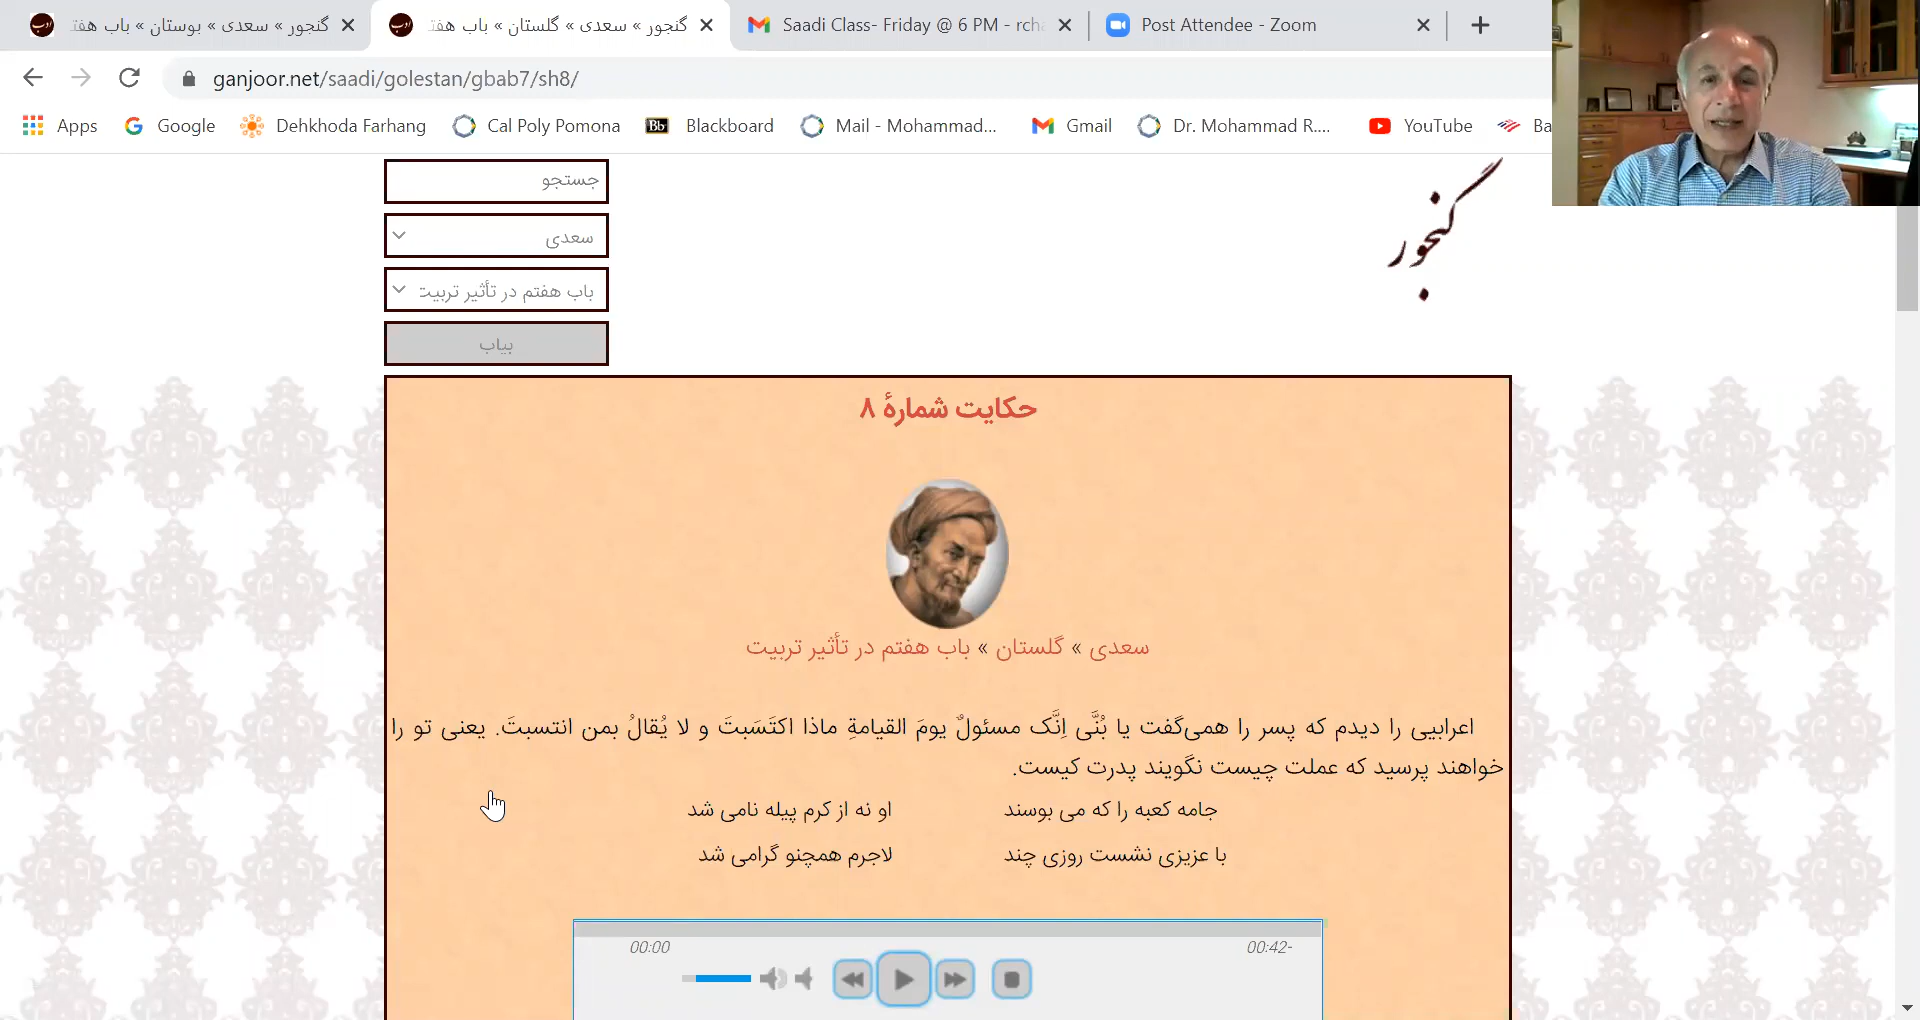 گنجور » سعدی » بوستان » باب هفت
گنجور » سعدی » گلستان » باب هفت
Saadi Class- Friday @ 6 PM - rcha
Post Attendee - Zoom
ganjoor.net/saadi/golestan/gbab7/sh8/
Apps
Google
Dehkhoda Farhang
Cal Poly Pomona
Bb Blackboard
Mail - Mohammad...
Gmail
Dr. Mohammad R....
YouTube
Ba
جستجو
سعدی
باب هفتم در تأثیر تربیت
بیاب
گنجور
حکایت شمارهٔ ۸
سعدی » گلستان » باب هفتم در تأثیر تربیت
اعرابیی را دیدم که پسر را همی‌گفت یا بُنَّی اِنَّک مسئولٌ یومَ القیامةِ ماذا اکتَسَبتَ و لا یُقالُ بمن انتسبتَ. یعنی تو را
خواهند پرسید که عملت چیست نگویند پدرت کیست.
جامه کعبه را که می بوسند او نه از کرم پیله نامی شد
با عزیزی نشست روزی چند لاجرم همچنو گرامی شد
00:00
00:42-